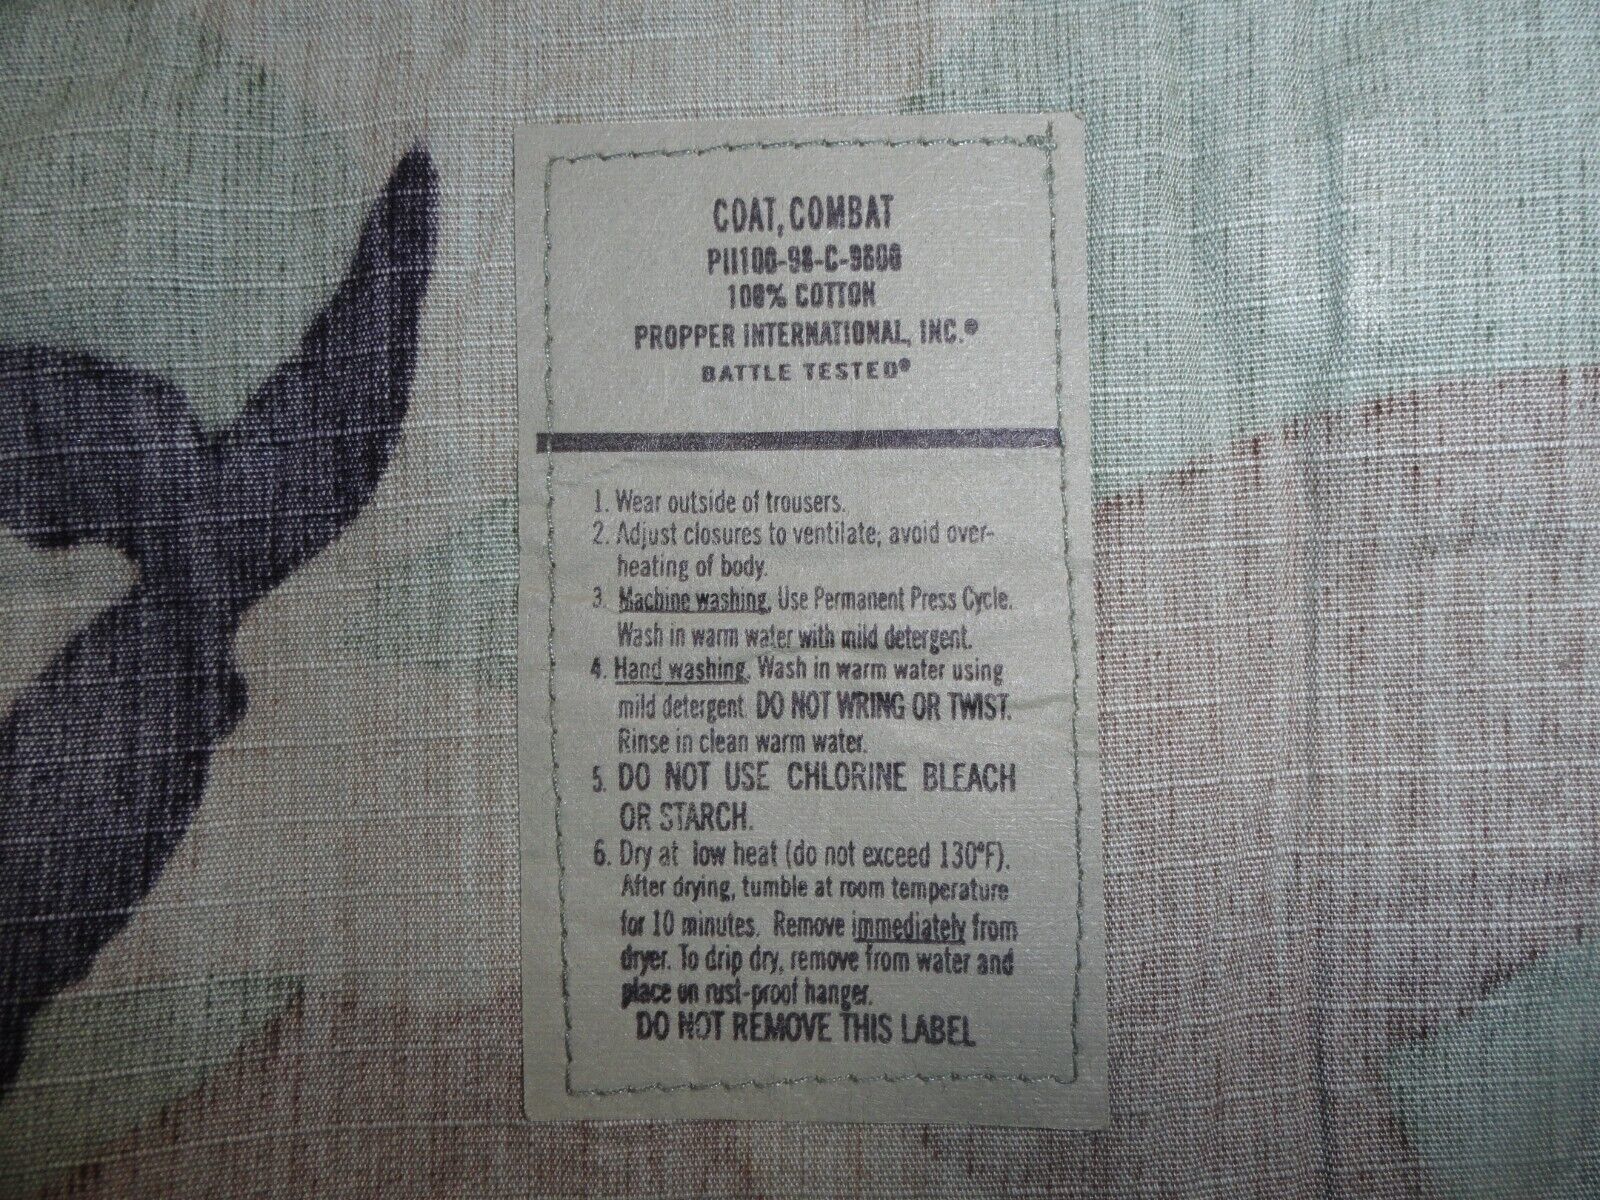 COAT, COMBAT
PII100-98-C-9600
100% COTTON
PROPPER INTERNATIONAL, INC.®
BATTLE TESTED®
1. Wear outside of trousers.
2. Adjust closures to ventilate; avoid over-
heating of body.
3. Machine washing. Use Permanent Press Cycle.
Wash in warm water with mild detergent.
4. Hand washing. Wash in warm water using
mild detergent. DO NOT WRING OR TWIST.
Rinse in clean warm water.
5. DO NOT USE CHLORINE BLEACH
OR STARCH.
6. Dry at low heat (do not exceed 130°F).
After drying, tumble at room temperature
for 10 minutes. Remove immediately from
dryer. To drip dry, remove from water and
place on rust-proof hanger.
DO NOT REMOVE THIS LABEL